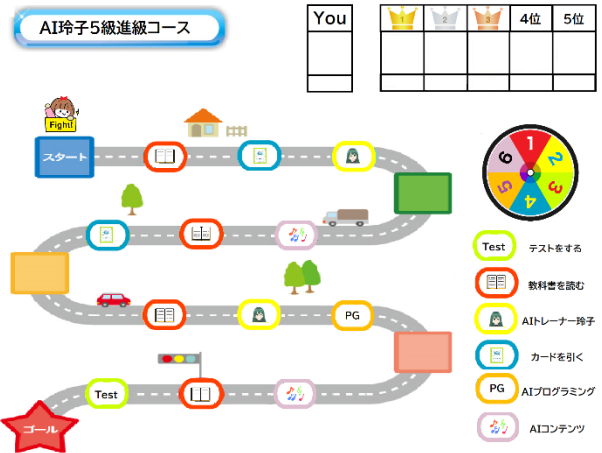 AI玲子5級進級コース
You
1
2
3
4位
5位
Fight!
スタート
1
2
3
4
5
6
Test
テストをする
教科書を読む
AIトレーナー玲子
カードを引く
PG
PG
AIプログラミング
Test
AIコンテンツ
ゴール